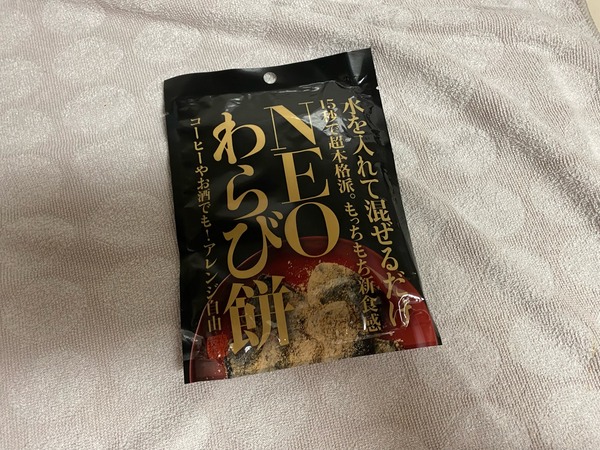 水を入れて混ぜるだけ
15秒で超本格派。もっちもち新食感
NEO
わらび餅
コーヒーやお酒でも!アレンジ自由